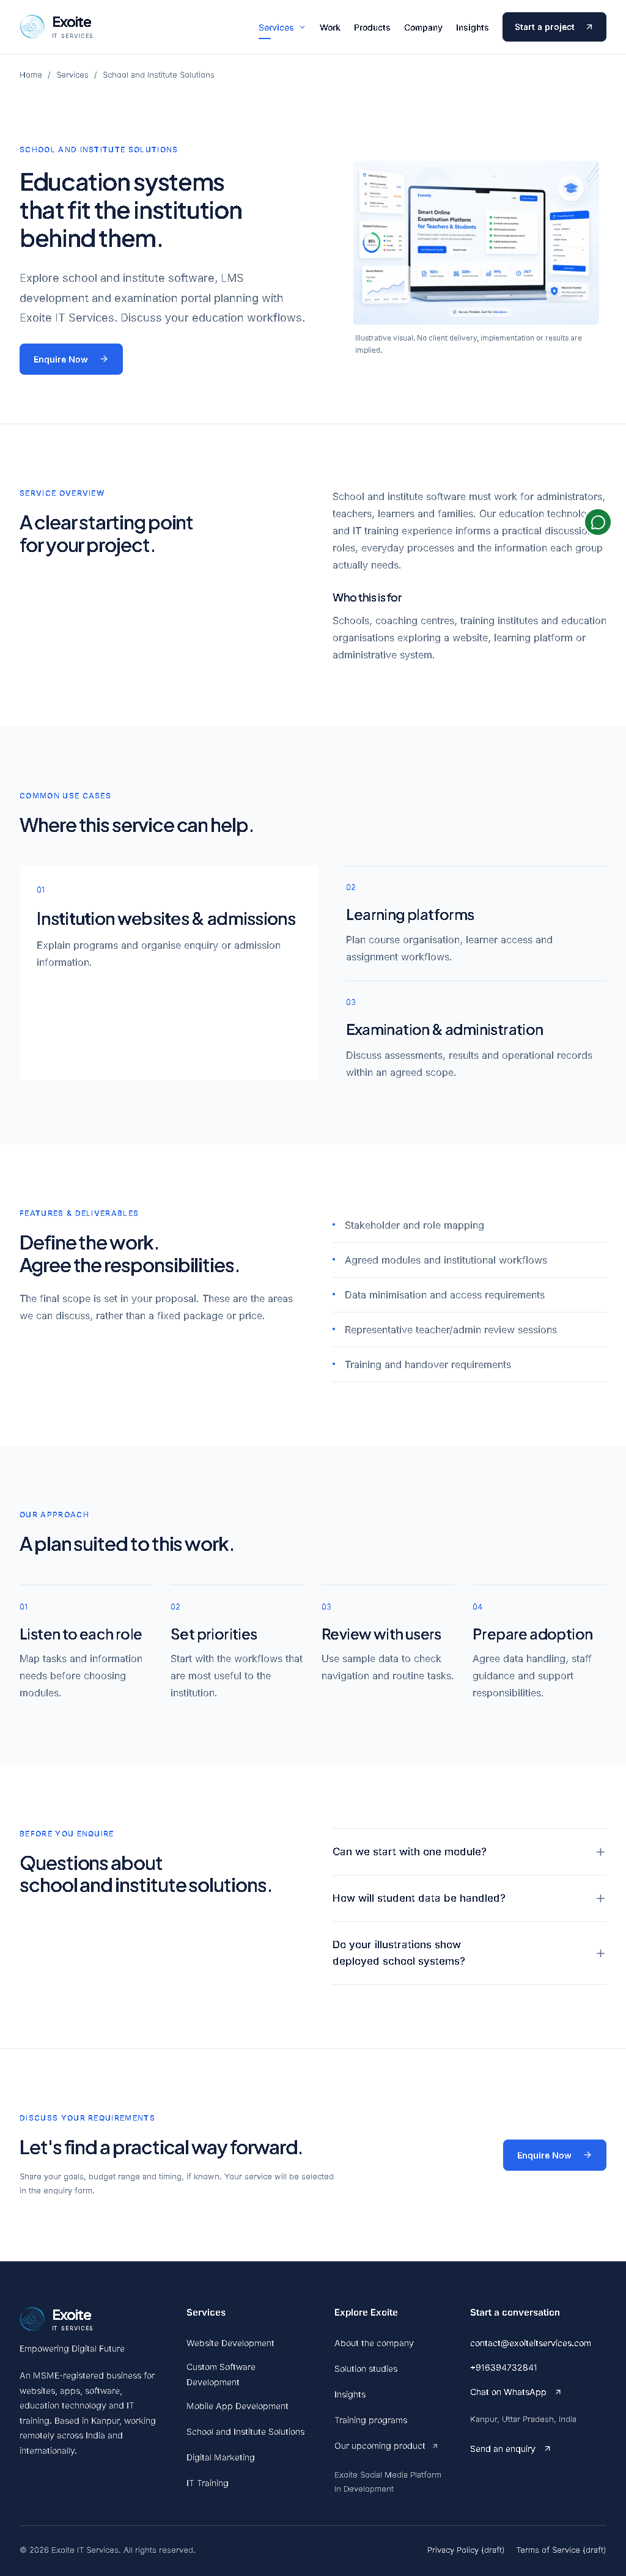 Exoite
IT SERVICES
Services
Work
Products
Company
Insights
Start a project
Home / Services / School and Institute Solutions
SCHOOL AND INSTITUTE SOLUTIONS
Education systems
that fit the institution
behind them.
Explore school and institute software, LMS
development and examination portal planning with
Exoite IT Services. Discuss your education workflows.
Enquire Now
Smart Online
Examination Platform
for Teachers & Students
Illustrative visual. No client delivery, implementation or results are
implied.
SERVICE OVERVIEW
A clear starting point
for your project.
School and institute software must work for administrators,
teachers, learners and families. Our education
and IT training experience informs a practical
roles, everyday processes and the information each group
actually needs.
Who this is for
Schools, coaching centres, training institutes and education
organisations exploring a website, learning platform or
administrative system.
COMMON USE CASES
Where this service can help.
01
Institution websites & admissions
Explain programs and organise enquiry or admission
information.
02
Learning platforms
Plan course organisation, learner access and
assignment workflows.
03
Examination & administration
Discuss assessments, results and operational records
within an agreed scope.
FEATURES & DELIVERABLES
Define the work.
Agree the responsibilities.
The final scope is set in your proposal. These are the areas
we can discuss, rather than a fixed package or price.
Stakeholder and role mapping
Agreed modules and institutional workflows
Data minimisation and access requirements
Representative teacher/admin review sessions
Training and handover requirements
OUR APPROACH
A plan suited to this work.
01
Listen to each role
Map tasks and information
needs before choosing
modules.
02
Set priorities
Start with the workflows that
are most useful to the
institution.
03
Review with users
Use sample data to check
navigation and routine tasks.
04
Prepare adoption
Agree data handling, staff
guidance and support
responsibilities.
BEFORE YOU ENQUIRE
Questions about
school and institute solutions.
Can we start with one module?
How will student data be handled?
Do your illustrations show
deployed school systems?
DISCUSS YOUR REQUIREMENTS
Let's find a practical way forward.
Share your goals, budget range and timing, if known. Your service will be selected
in the enquiry form.
Enquire Now
Exoite
IT SERVICES
Empowering Digital Future
An MSME-registered business for
websites, apps, software,
education technology and IT
training. Based in Kanpur, working
remotely across India and
internationally.
Services
Website Development
Custom Software
Development
Mobile App Development
School and Institute Solutions
Digital Marketing
IT Training
Explore Exoite
About the company
Solution studies
Insights
Training programs
Our upcoming product
Exoite Social Media Platform
In Development
Start a conversation
contact@exoiteitservices.com
+916394732841
Chat on WhatsApp
Kanpur, Uttar Pradesh, India
Send an enquiry
© 2026 Exoite IT Services. All rights reserved.
Privacy Policy (draft)
Terms of Service (draft)